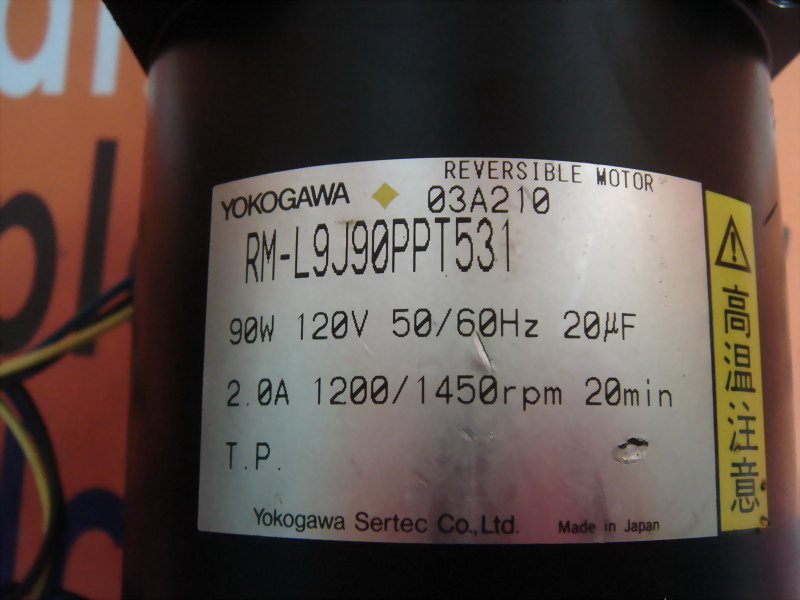 REVERSIBLE MOTOR
YOKOGAWA 03A210
RM-L9J90PPT531
90W 120V 50/60Hz 20μF
2.0A 1200/1450rpm 20min
T.P.
Yokogawa Sertec Co.,Ltd. Made in Japan
高温注意